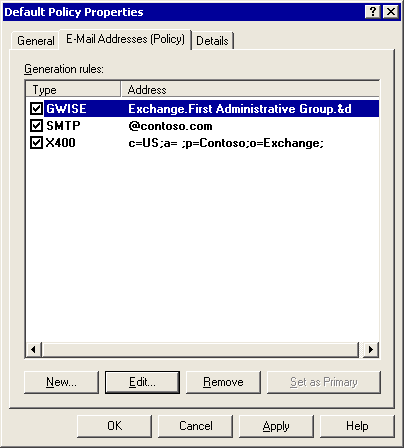 Default Policy Properties
General E-Mail Addresses (Policy) Details
Generation rules:
Type Address
GWISE Exchange.First Administrative Group.&d
SMTP @contoso.com
X400 c=US;a= ;p=Contoso;o=Exchange;
New... Edit... Remove Set as Primary
OK Cancel Apply Help